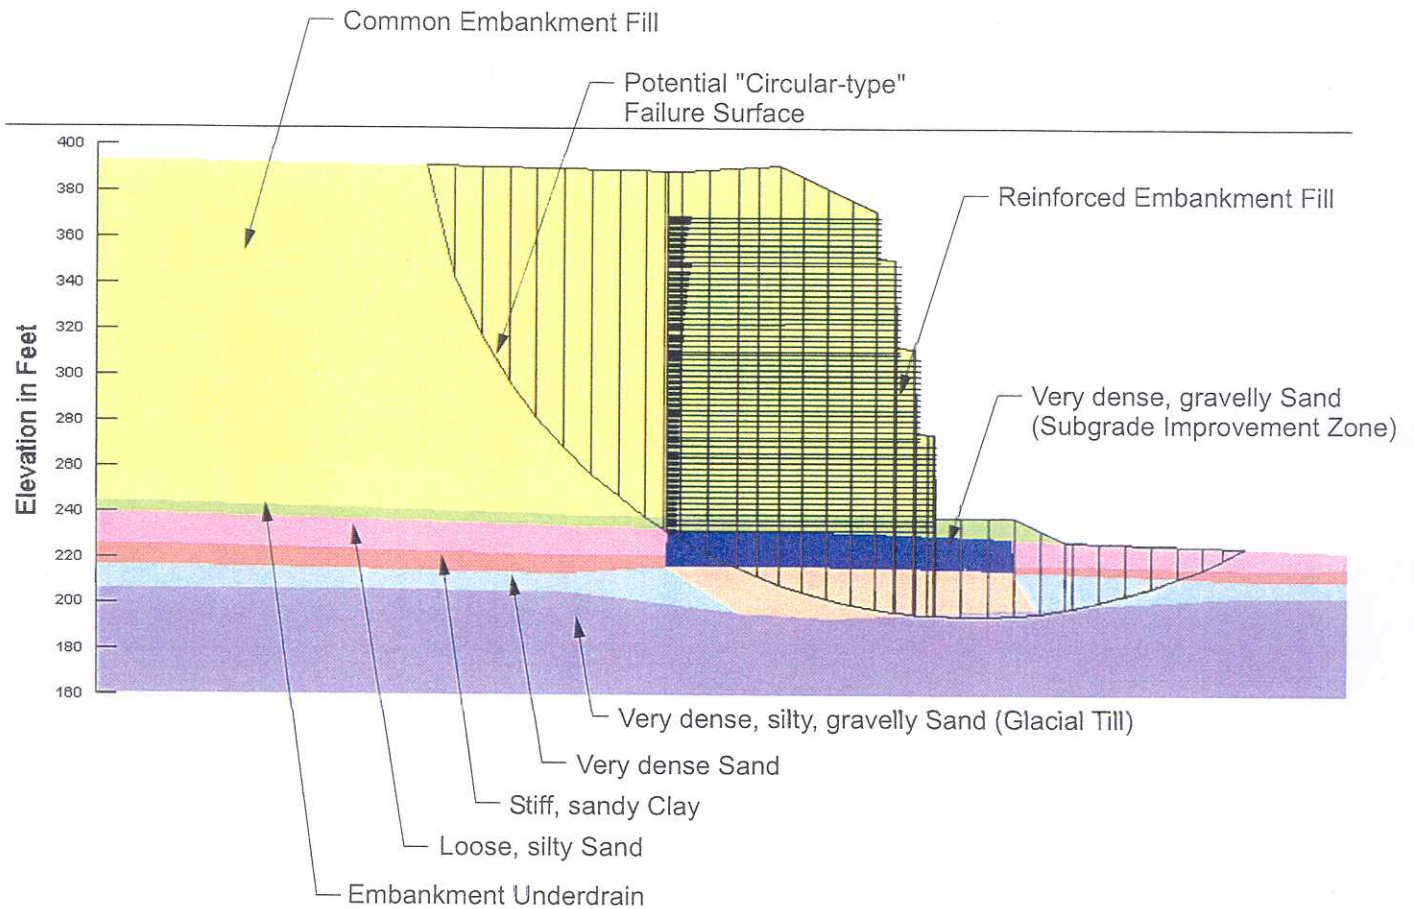 Common Embankment Fill
Potential "Circular-type"
Failure Surface
400
380
360
340
320
300
280
260
240
220
200
180
160
Elevation in Feet
Reinforced Embankment Fill
Very dense, gravelly Sand
(Subgrade Improvement Zone)
Very dense, silty, gravelly Sand (Glacial Till)
Very dense Sand
Stiff, sandy Clay
Loose, silty Sand
Embankment Underdrain